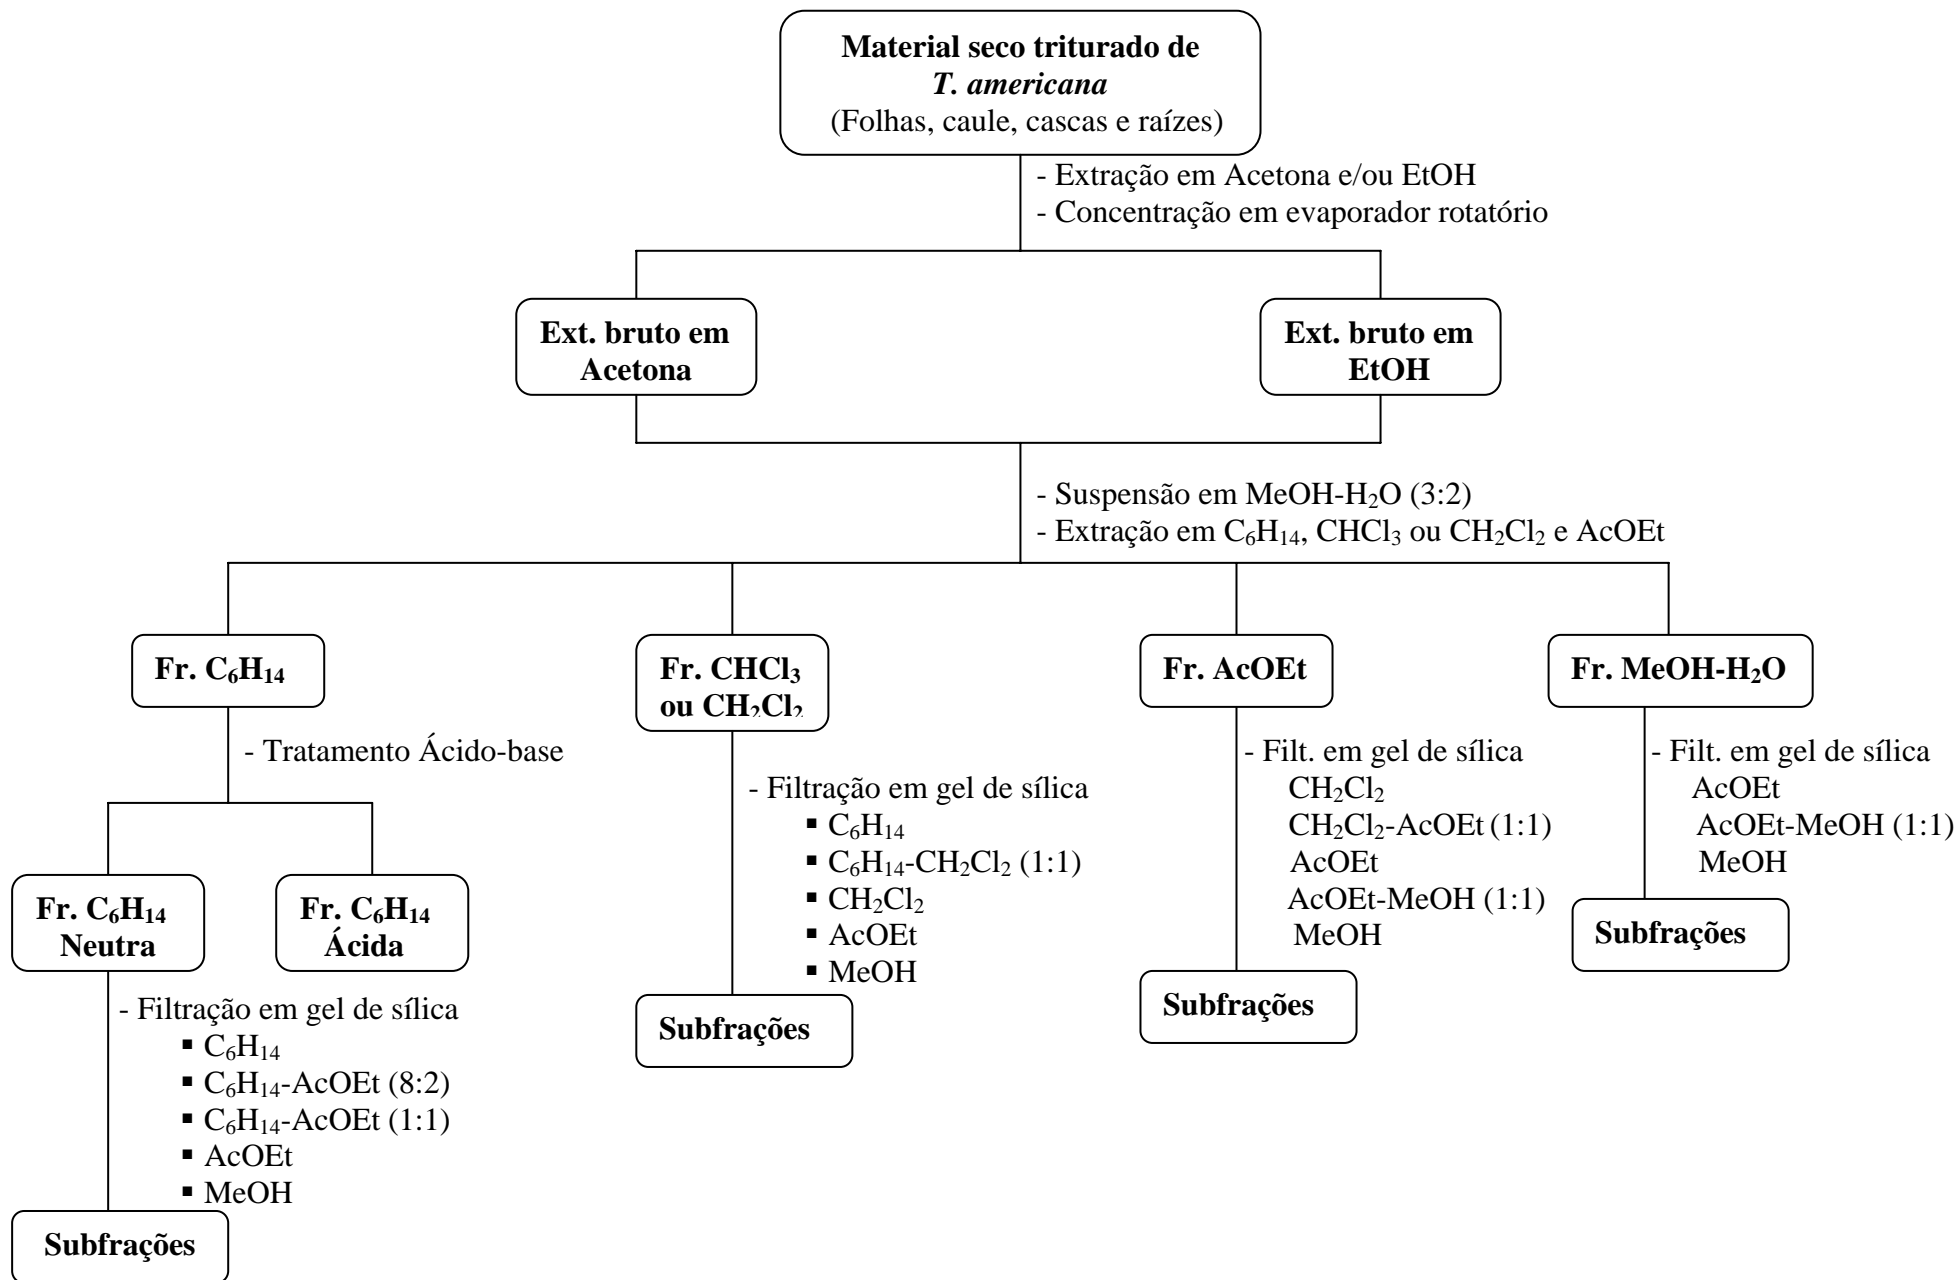 Material seco triturado de
T. americana
(Folhas, caule, cascas e raízes)
- Extração em Acetona e/ou EtOH
- Concentração em evaporador rotatório
Ext. bruto em
Acetona
Ext. bruto em
EtOH
- Suspensão em MeOH-H₂O (3:2)
- Extração em C₆H₁₄, CHCl₃ ou CH₂Cl₂ e AcOEt
Fr. C₆H₁₄
Fr. CHCl₃
ou CH₂Cl₂
Fr. AcOEt
Fr. MeOH-H₂O
- Tratamento Ácido-base
Fr. C₆H₁₄
Neutra
Fr. C₆H₁₄
Ácida
- Filtração em gel de sílica
▪ C₆H₁₄
▪ C₆H₁₄-AcOEt (8:2)
▪ C₆H₁₄-AcOEt (1:1)
▪ AcOEt
▪ MeOH
Subfrações
- Filtração em gel de sílica
▪ C₆H₁₄
▪ C₆H₁₄-CH₂Cl₂ (1:1)
▪ CH₂Cl₂
▪ AcOEt
▪ MeOH
Subfrações
- Filt. em gel de sílica
CH₂Cl₂
CH₂Cl₂-AcOEt (1:1)
AcOEt
AcOEt-MeOH (1:1)
MeOH
Subfrações
- Filt. em gel de sílica
AcOEt
AcOEt-MeOH (1:1)
MeOH
Subfrações